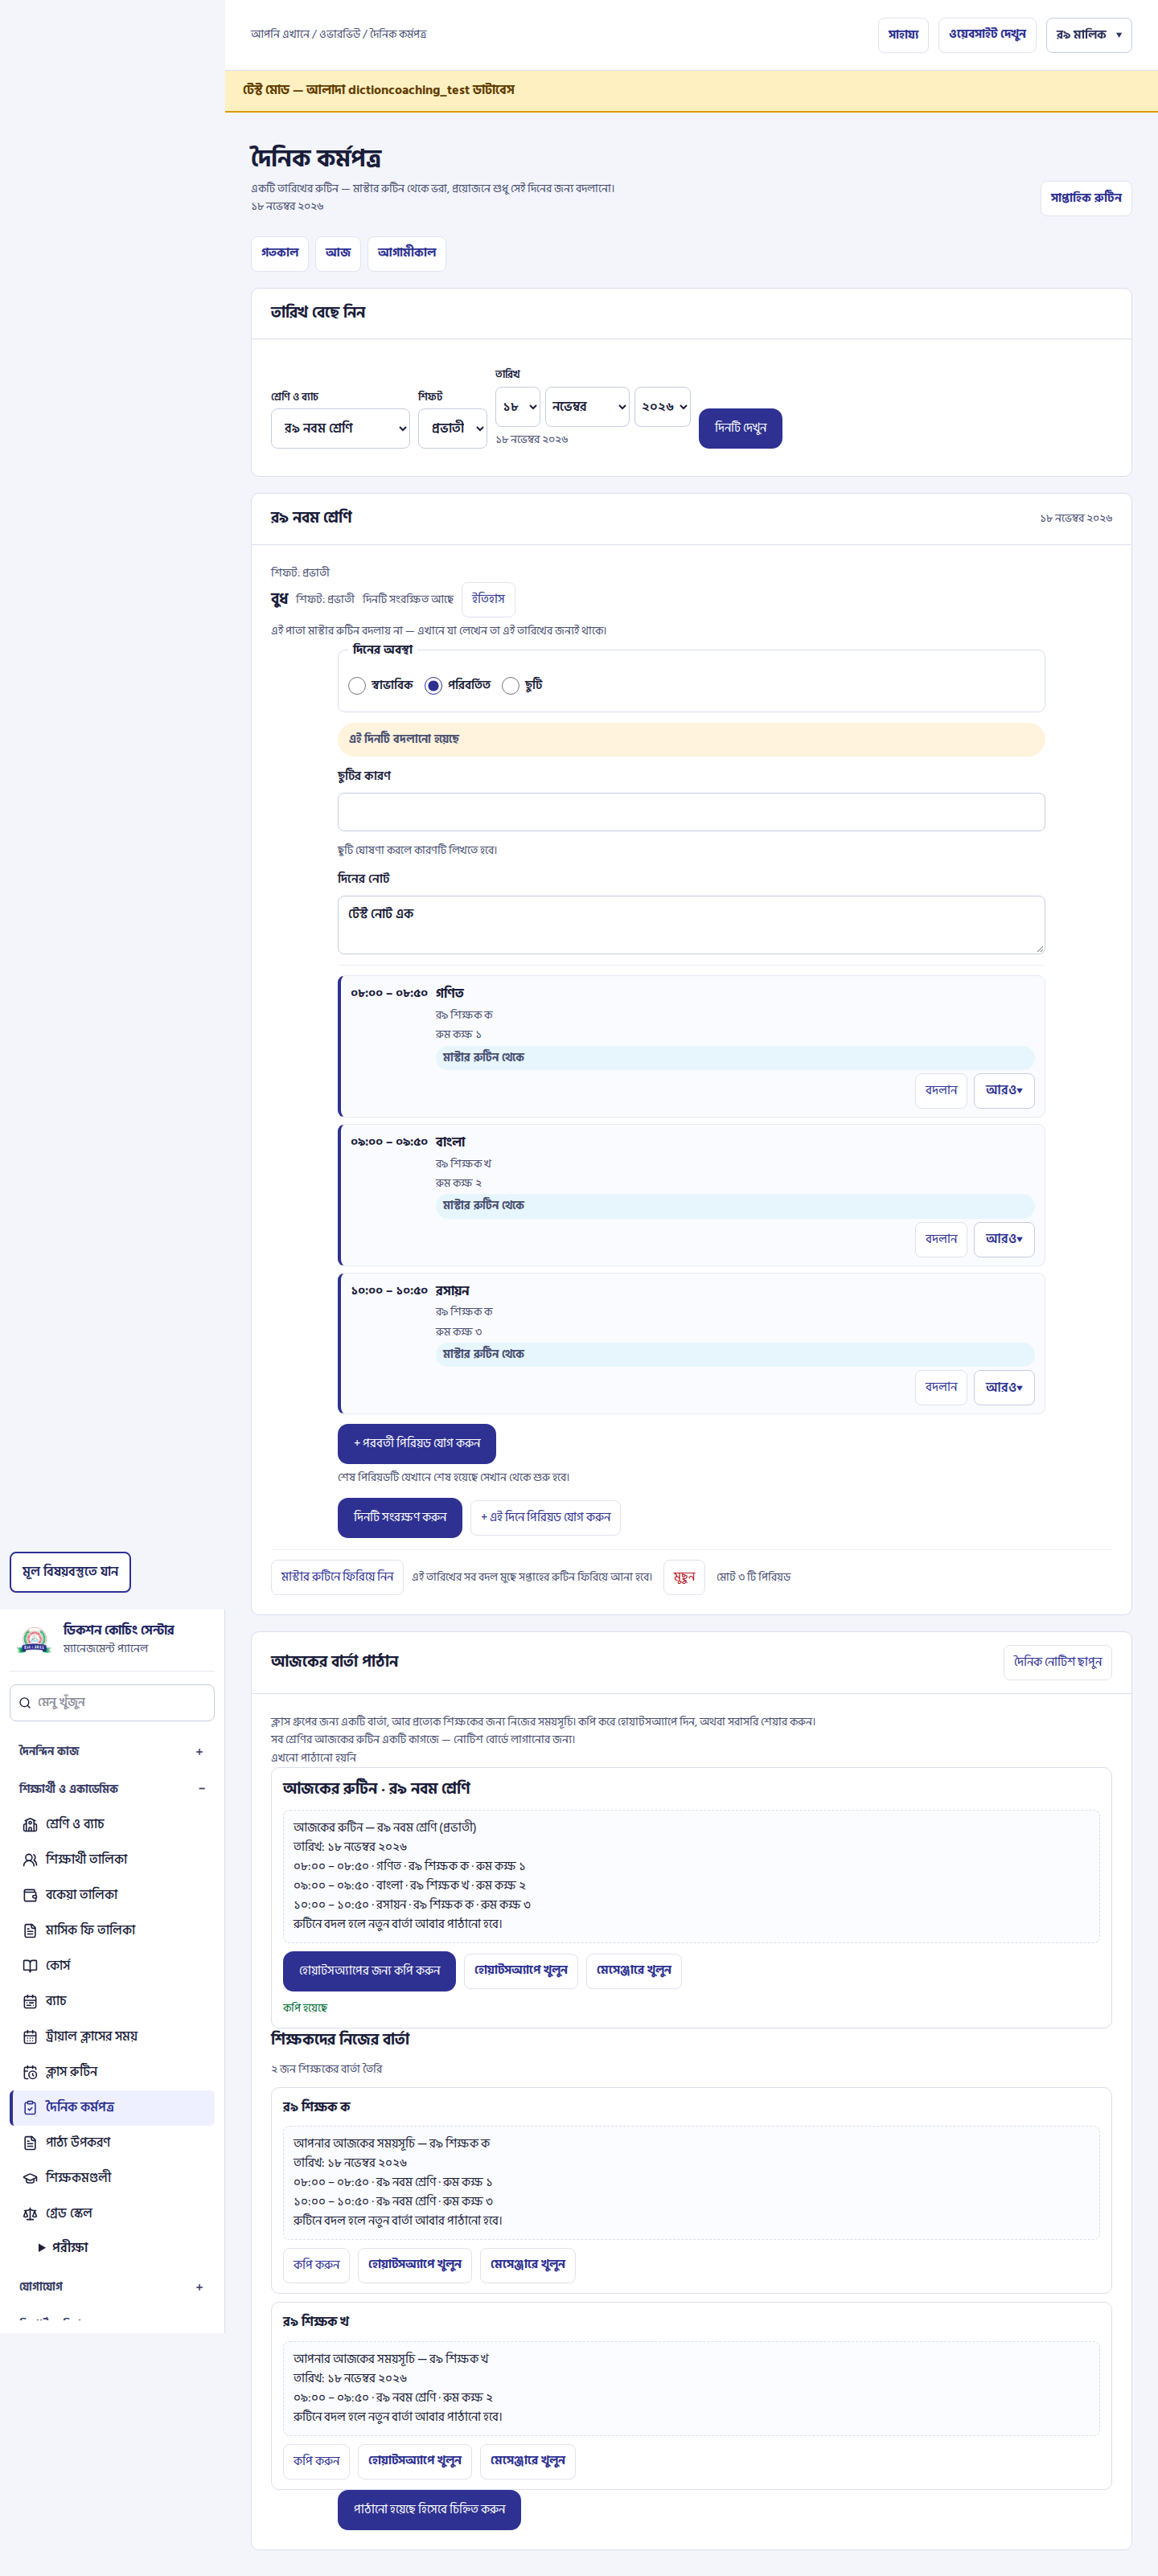 আপনি এখানে / ওভারভিউ / দৈনিক কর্মপত্র
সাহায্য
ওয়েবসাইট দেখুন
র৯ মালিক ▾
টেস্ট মোড — আলাদা dictioncoaching_test ডাটাবেস
দৈনিক কর্মপত্র
একটি তারিখের রুটিন — মাস্টার রুটিন থেকে ভরা, প্রয়োজনে শুধু সেই দিনের জন্য বদলানো।
১৮ নভেম্বর ২০২৬
সাপ্তাহিক রুটিন
গতকাল
আজ
আগামীকাল
তারিখ বেছে নিন
শ্রেণি ও ব্যাচ
র৯ নবম শ্রেণি
শিফট
প্রভাতী
তারিখ
১৮
নভেম্বর
২০২৬
১৮ নভেম্বর ২০২৬
দিনটি দেখুন
র৯ নবম শ্রেণি
১৮ নভেম্বর ২০২৬
শিফট: প্রভাতী
বুধ শিফট: প্রভাতী দিনটি সংরক্ষিত আছে ইতিহাস
এই পাতা মাস্টার রুটিন বদলায় না — এখানে যা লেখেন তা এই তারিখের জন্যই থাকে।
দিনের অবস্থা
স্বাভাবিক
পরিবর্তিত
ছুটি
এই দিনটি বদলানো হয়েছে
ছুটির কারণ
ছুটি ঘোষণা করলে কারণটি লিখতে হবে।
দিনের নোট
টেস্ট নোট এক
০৮:০০ – ০৮:৫০ গণিত
র৯ শিক্ষক ক
রুম কক্ষ ১
মাস্টার রুটিন থেকে
বদলান
আরও▾
০৯:০০ – ০৯:৫০ বাংলা
র৯ শিক্ষক খ
রুম কক্ষ ২
মাস্টার রুটিন থেকে
বদলান
আরও▾
১০:০০ – ১০:৫০ রসায়ন
র৯ শিক্ষক ক
রুম কক্ষ ৩
মাস্টার রুটিন থেকে
বদলান
আরও▾
+ পরবর্তী পিরিয়ড যোগ করুন
শেষ পিরিয়ডটি যেখানে শেষ হয়েছে সেখান থেকে শুরু হবে।
দিনটি সংরক্ষণ করুন
+ এই দিনে পিরিয়ড যোগ করুন
মাস্টার রুটিনে ফিরিয়ে নিন
এই তারিখের সব বদল মুছে সপ্তাহের রুটিন ফিরিয়ে আনা হবে।
মুছুন
মোট ৩ টি পিরিয়ড
আজকের বার্তা পাঠান
দৈনিক নোটিশ ছাপুন
ক্লাস গ্রুপের জন্য একটি বার্তা, আর প্রত্যেক শিক্ষকের জন্য নিজের সময়সূচি। কপি করে হোয়াটসঅ্যাপে দিন, অথবা সরাসরি শেয়ার করুন।
সব শ্রেণির আজকের রুটিন একটি কাগজে — নোটিশ বোর্ডে লাগানোর জন্য।
এখনো পাঠানো হয়নি
আজকের রুটিন · র৯ নবম শ্রেণি
আজকের রুটিন — র৯ নবম শ্রেণি (প্রভাতী)
তারিখ: ১৮ নভেম্বর ২০২৬
০৮:০০ – ০৮:৫০ · গণিত · র৯ শিক্ষক ক · রুম কক্ষ ১
০৯:০০ – ০৯:৫০ · বাংলা · র৯ শিক্ষক খ · রুম কক্ষ ২
১০:০০ – ১০:৫০ · রসায়ন · র৯ শিক্ষক ক · রুম কক্ষ ৩
রুটিনে বদল হলে নতুন বার্তা আবার পাঠানো হবে।
হোয়াটসঅ্যাপের জন্য কপি করুন
হোয়াটসঅ্যাপে খুলুন
মেসেঞ্জারে খুলুন
কপি হয়েছে
শিক্ষকদের নিজের বার্তা
২ জন শিক্ষকের বার্তা তৈরি
র৯ শিক্ষক ক
আপনার আজকের সময়সূচি — র৯ শিক্ষক ক
তারিখ: ১৮ নভেম্বর ২০২৬
০৮:০০ – ০৮:৫০ · র৯ নবম শ্রেণি · রুম কক্ষ ১
১০:০০ – ১০:৫০ · র৯ নবম শ্রেণি · রুম কক্ষ ৩
রুটিনে বদল হলে নতুন বার্তা আবার পাঠানো হবে।
কপি করুন
হোয়াটসঅ্যাপে খুলুন
মেসেঞ্জারে খুলুন
র৯ শিক্ষক খ
আপনার আজকের সময়সূচি — র৯ শিক্ষক খ
তারিখ: ১৮ নভেম্বর ২০২৬
০৯:০০ – ০৯:৫০ · র৯ নবম শ্রেণি · রুম কক্ষ ২
রুটিনে বদল হলে নতুন বার্তা আবার পাঠানো হবে।
কপি করুন
হোয়াটসঅ্যাপে খুলুন
মেসেঞ্জারে খুলুন
পাঠানো হয়েছে হিসেবে চিহ্নিত করুন
মূল বিষয়বস্তুতে যান
ডিকশন কোচিং সেন্টার
ম্যানেজমেন্ট প্যানেল
মেনু খুঁজুন
দৈনন্দিন কাজ +
শিক্ষার্থী ও একাডেমিক −
শ্রেণি ও ব্যাচ
শিক্ষার্থী তালিকা
বকেয়া তালিকা
মাসিক ফি তালিকা
কোর্স
ব্যাচ
ট্রায়াল ক্লাসের সময়
ক্লাস রুটিন
দৈনিক কর্মপত্র
পাঠ্য উপকরণ
শিক্ষকমণ্ডলী
গ্রেড স্কেল
▶ পরীক্ষা
যোগাযোগ +